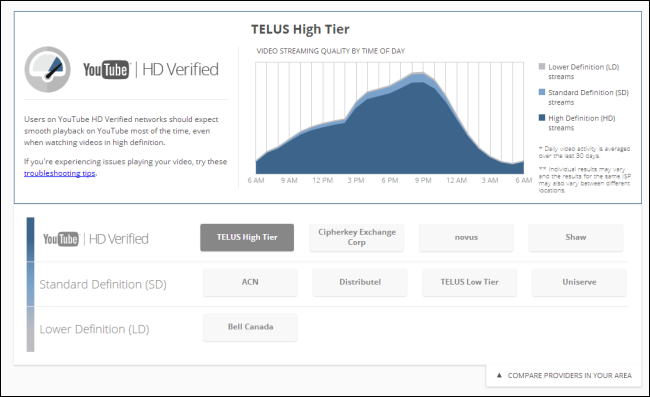 TELUS High Tier
VIDEO STREAMING QUALITY BY TIME OF DAY
YouTube HD Verified
Users on YouTube HD Verified networks should expect
smooth playback on YouTube most of the time, even
when watching videos in high definition.
If you're experiencing issues playing your video, try these
troubleshooting tips.
6 AM 9 AM 12 PM 3 PM 6 PM 9 PM 12 AM 3 AM 6 AM
Lower Definition (LD)
streams
Standard Definition (SD)
streams
High Definition (HD)
streams
* Daily video activity is averaged
over the last 30 days.
** Individual results may vary
and the results for the same ISP
may also vary between different
locations.
YouTube HD Verified
TELUS High Tier
Cipherkey Exchange
Corp
novus
Shaw
Standard Definition (SD)
ACN
Distributel
TELUS Low Tier
Uniserve
Lower Definition (LD)
Bell Canada
COMPARE PROVIDERS IN YOUR AREA